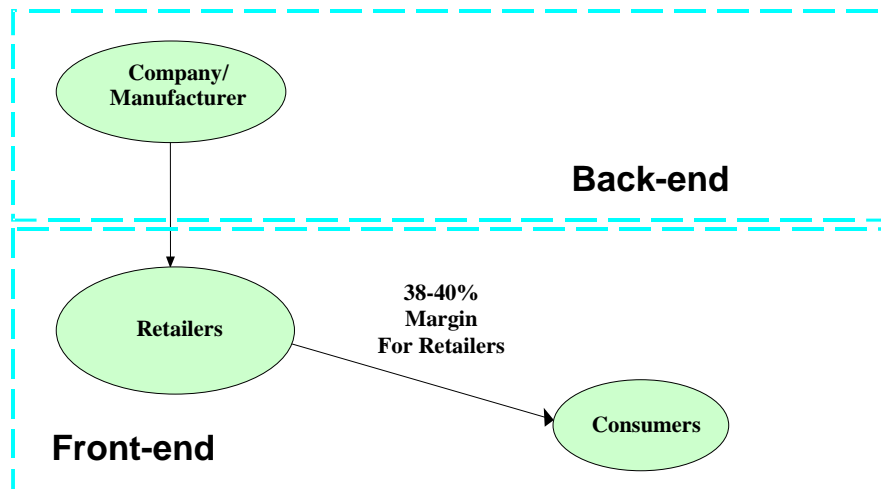 Company/
Manufacturer
Back-end
38-40%
Margin
For Retailers
Retailers
Consumers
Front-end